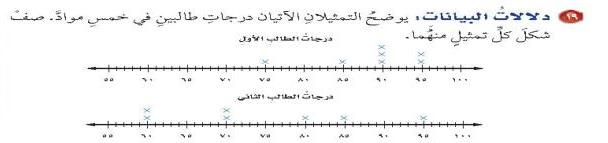 ٢٩ دلالاتُ البياناتِ: يوضحُ التمثيلانِ الآتيانِ درجاتِ طالبينِ في خمسِ موادَّ. صفْ
شكلَ كلِّ تمثيلٍ منهُما.
درجاتُ الطالب الأول
٥٥ ٦٠ ٦٥ ٧٠ ٧٥ ٨٠ ٨٥ ٩٠ ٩٥ ١٠٠
درجاتُ الطالب الثاني
٥٥ ٦٠ ٦٥ ٧٠ ٧٥ ٨٠ ٨٥ ٩٠ ٩٥ ١٠٠